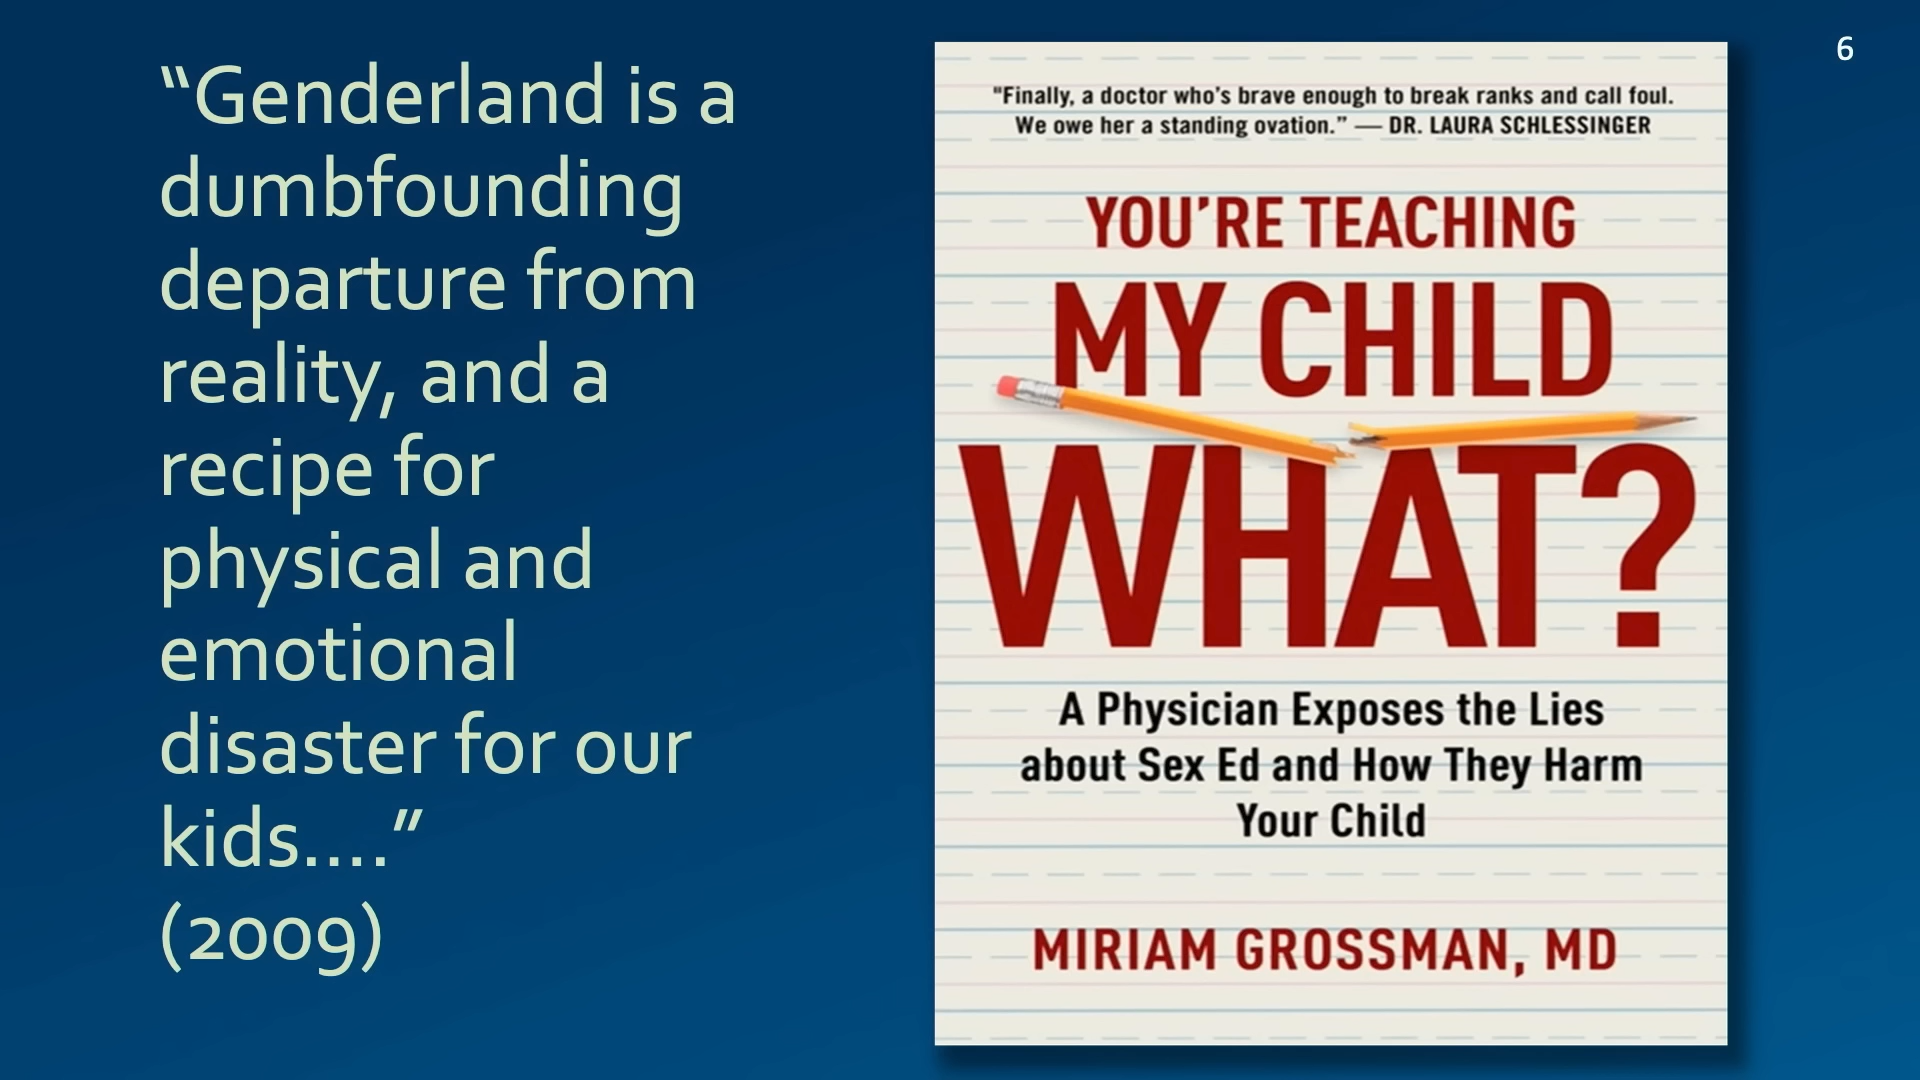 “Genderland is a
dumbfounding
departure from
reality, and a
recipe for
physical and
emotional
disaster for our
kids....”
(2009)
6
"Finally, a doctor who’s brave enough to break ranks and call foul.
We owe her a standing ovation.” — DR. LAURA SCHLESSINGER
YOU’RE TEACHING
MY CHILD
WHAT?
A Physician Exposes the Lies
about Sex Ed and How They Harm
Your Child
MIRIAM GROSSMAN, MD